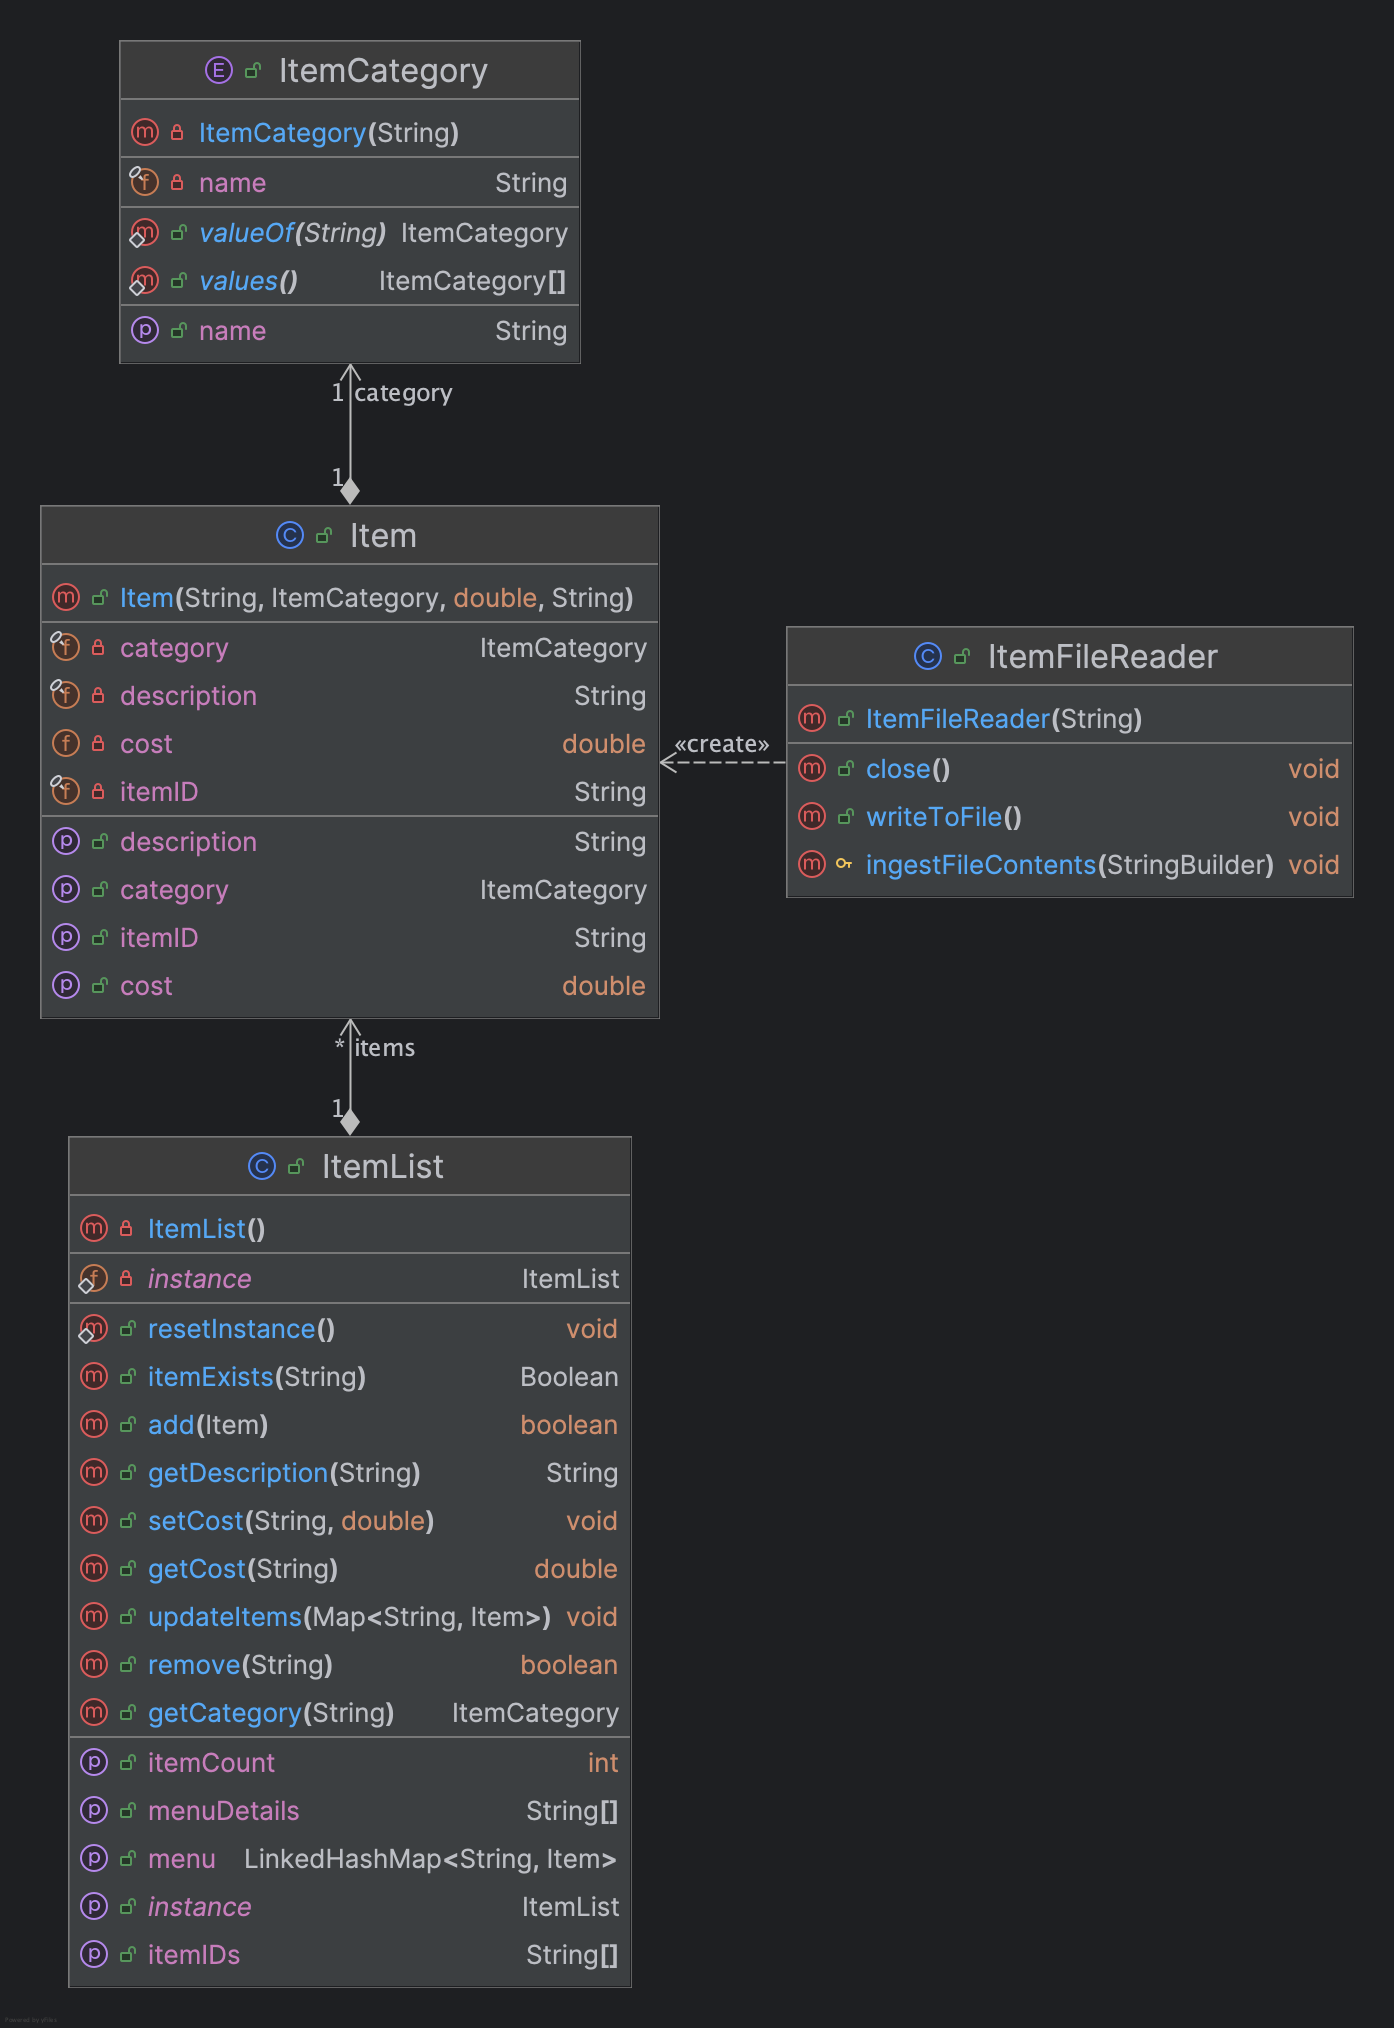 E ItemCategory
m ItemCategory(String)
f name String
m valueOf(String) ItemCategory
m values() ItemCategory[]
p name String
1 category
1
C Item
m Item(String, ItemCategory, double, String)
f category ItemCategory
f description String
f cost double
f itemID String
p description String
p category ItemCategory
p itemID String
p cost double
«create»
C ItemFileReader
m ItemFileReader(String)
m close() void
m writeToFile() void
m ingestFileContents(StringBuilder) void
* items
1
C ItemList
m ItemList()
f instance ItemList
m resetInstance() void
m itemExists(String) Boolean
m add(Item) boolean
m getDescription(String) String
m setCost(String, double) void
m getCost(String) double
m updateItems(Map<String, Item>) void
m remove(String) boolean
m getCategory(String) ItemCategory
p itemCount int
p menuDetails String[]
p menu LinkedHashMap<String, Item>
p instance ItemList
p itemIDs String[]
Powered by yFiles